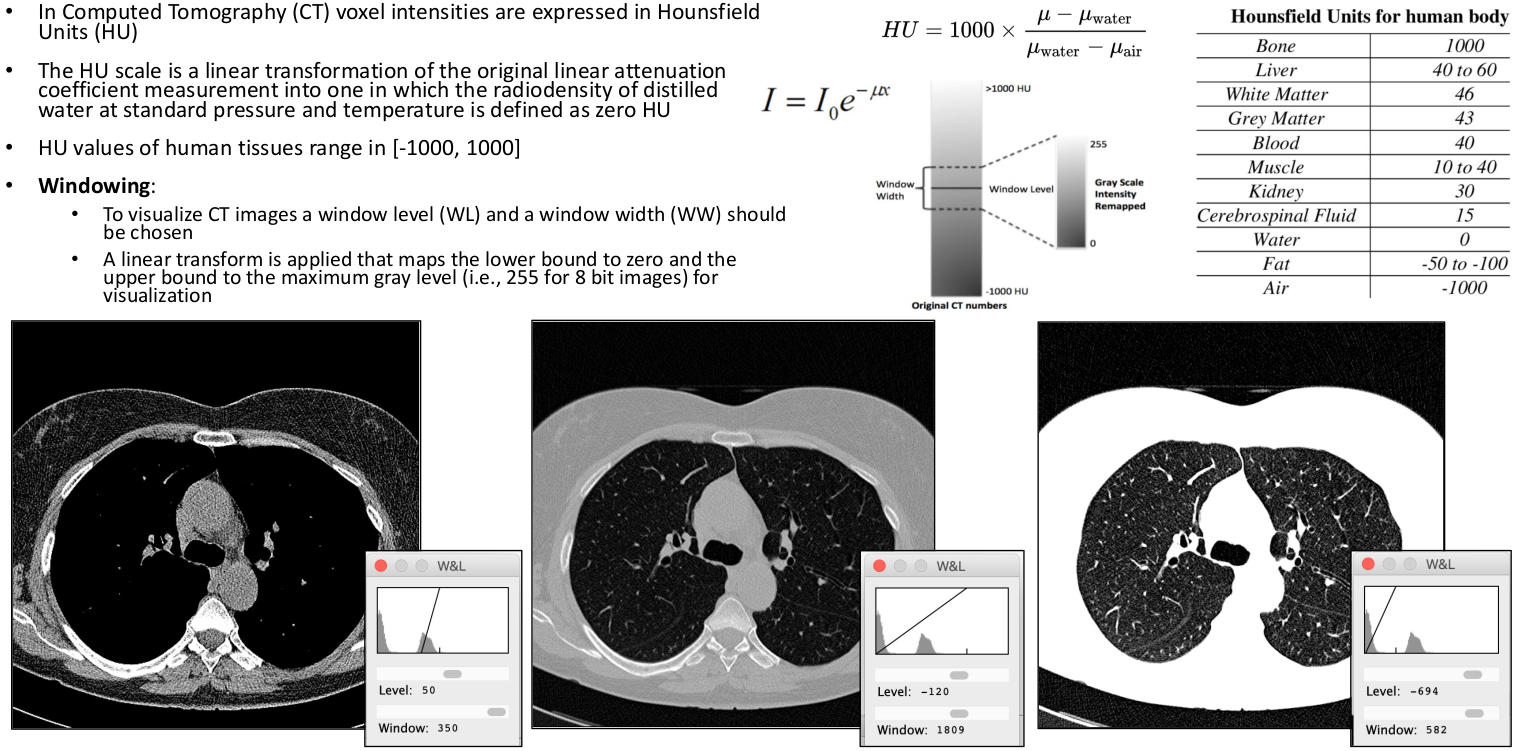 • In Computed Tomography (CT) voxel intensities are expressed in Hounsfield
Units (HU)
• The HU scale is a linear transformation of the original linear attenuation
coefficient measurement into one in which the radiodensity of distilled
water at standard pressure and temperature is defined as zero HU
• HU values of human tissues range in [-1000, 1000]
• Windowing:
• To visualize CT images a window level (WL) and a window width (WW) should
be chosen
• A linear transform is applied that maps the lower bound to zero and the
upper bound to the maximum gray level (i.e., 255 for 8 bit images) for
visualization
HU = 1000 × (μ − μ_water) / (μ_water − μ_air)
I = I₀e^(−μx)
>1000 HU
255
Window
Width
Window Level
Gray Scale
Intensity
Remapped
0
-1000 HU
Original CT numbers
Hounsfield Units for human body
Bone 1000
Liver 40 to 60
White Matter 46
Grey Matter 43
Blood 40
Muscle 10 to 40
Kidney 30
Cerebrospinal Fluid 15
Water 0
Fat -50 to -100
Air -1000
W&L
Level: 50
Window: 350
W&L
Level: -120
Window: 1809
W&L
Level: -694
Window: 582